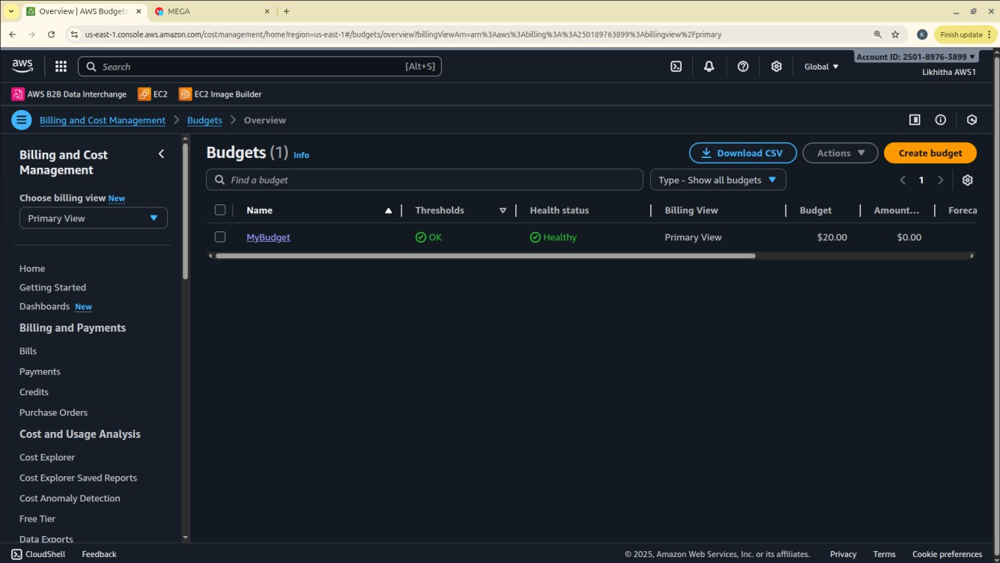 Overview | AWS Budgets
MEGA
us-east-1.console.aws.amazon.com/costmanagement/home?region=us-east-1#/budgets/overview?billingViewArn=arn%3Aaws%3Abilling%3A%3A250189763899%3Abillingview%2Fprimary
K
Finish update
aws
Search [Alt+S]
Global
Account ID: 2501-8976-3899
Likhitha AWS1
AWS B2B Data Interchange EC2 EC2 Image Builder
Billing and Cost Management > Budgets > Overview
Billing and Cost
Management
Choose billing view New
Primary View
Home
Getting Started
Dashboards New
Billing and Payments
Bills
Payments
Credits
Purchase Orders
Cost and Usage Analysis
Cost Explorer
Cost Explorer Saved Reports
Cost Anomaly Detection
Free Tier
Data Exports
Budgets (1) Info
Download CSV Actions Create budget
Find a budget Type - Show all budgets 1
Name Thresholds Health status Billing View Budget Amount... Foreca
MyBudget OK Healthy Primary View $20.00 $0.00
CloudShell Feedback © 2025, Amazon Web Services, Inc. or its affiliates. Privacy Terms Cookie preferences